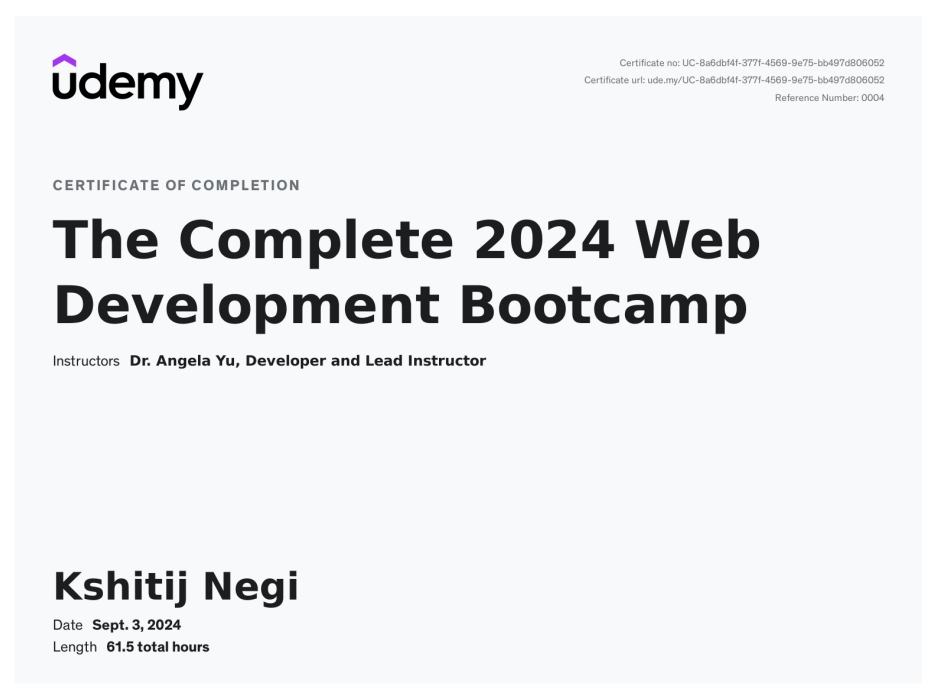 udemy
Certificate no: UC-8a6dbf4f-377f-4569-9e75-bb497d806052
Certificate url: ude.my/UC-8a6dbf4f-377f-4569-9e75-bb497d806052
Reference Number: 0004
CERTIFICATE OF COMPLETION
The Complete 2024 Web
Development Bootcamp
Instructors Dr. Angela Yu, Developer and Lead Instructor
Kshitij Negi
Date Sept. 3, 2024
Length 61.5 total hours